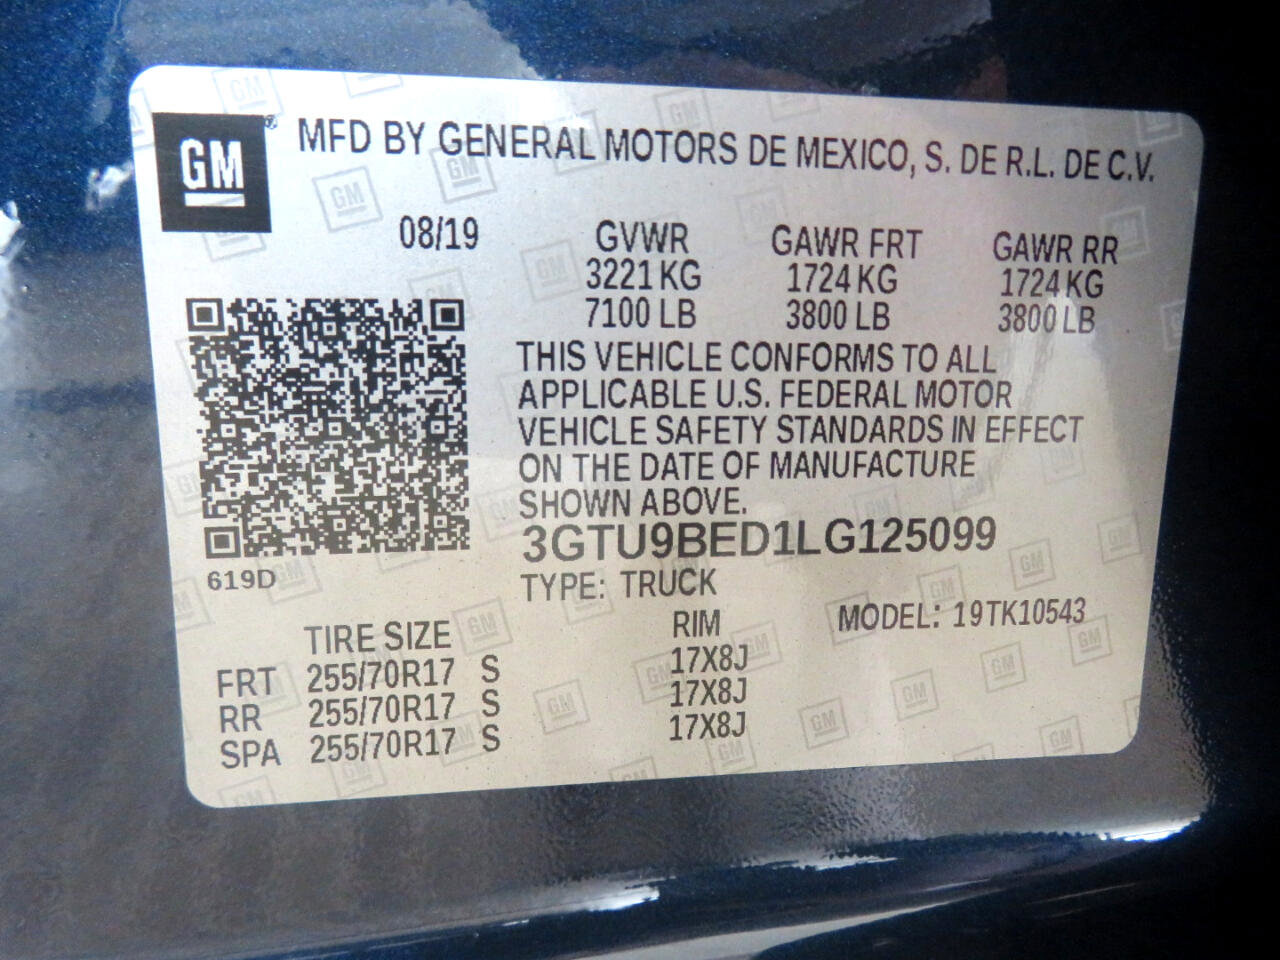 GM® MFD BY GENERAL MOTORS DE MEXICO, S. DE R.L. DE C.V.
08/19 GVWR GAWR FRT GAWR RR
3221 KG 1724 KG 1724 KG
7100 LB 3800 LB 3800 LB
THIS VEHICLE CONFORMS TO ALL
APPLICABLE U.S. FEDERAL MOTOR
VEHICLE SAFETY STANDARDS IN EFFECT
ON THE DATE OF MANUFACTURE
SHOWN ABOVE.
3GTU9BED1LG125099
619D
TYPE: TRUCK
MODEL: 19TK10543
TIRE SIZE RIM
FRT 255/70R17 S 17X8J
RR 255/70R17 S 17X8J
SPA 255/70R17 S 17X8J